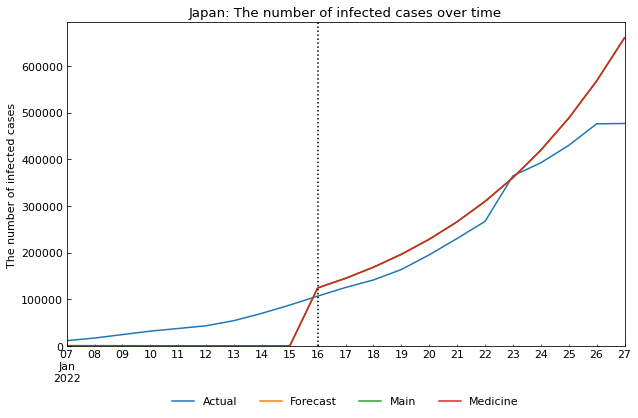 Japan: The number of infected cases over time
The number of infected cases
600000
500000
400000
300000
200000
100000
0
07 08 09 10 11 12 13 14 15 16 17 18 19 20 21 22 23 24 25 26 27
Jan
2022
Actual Forecast Main Medicine